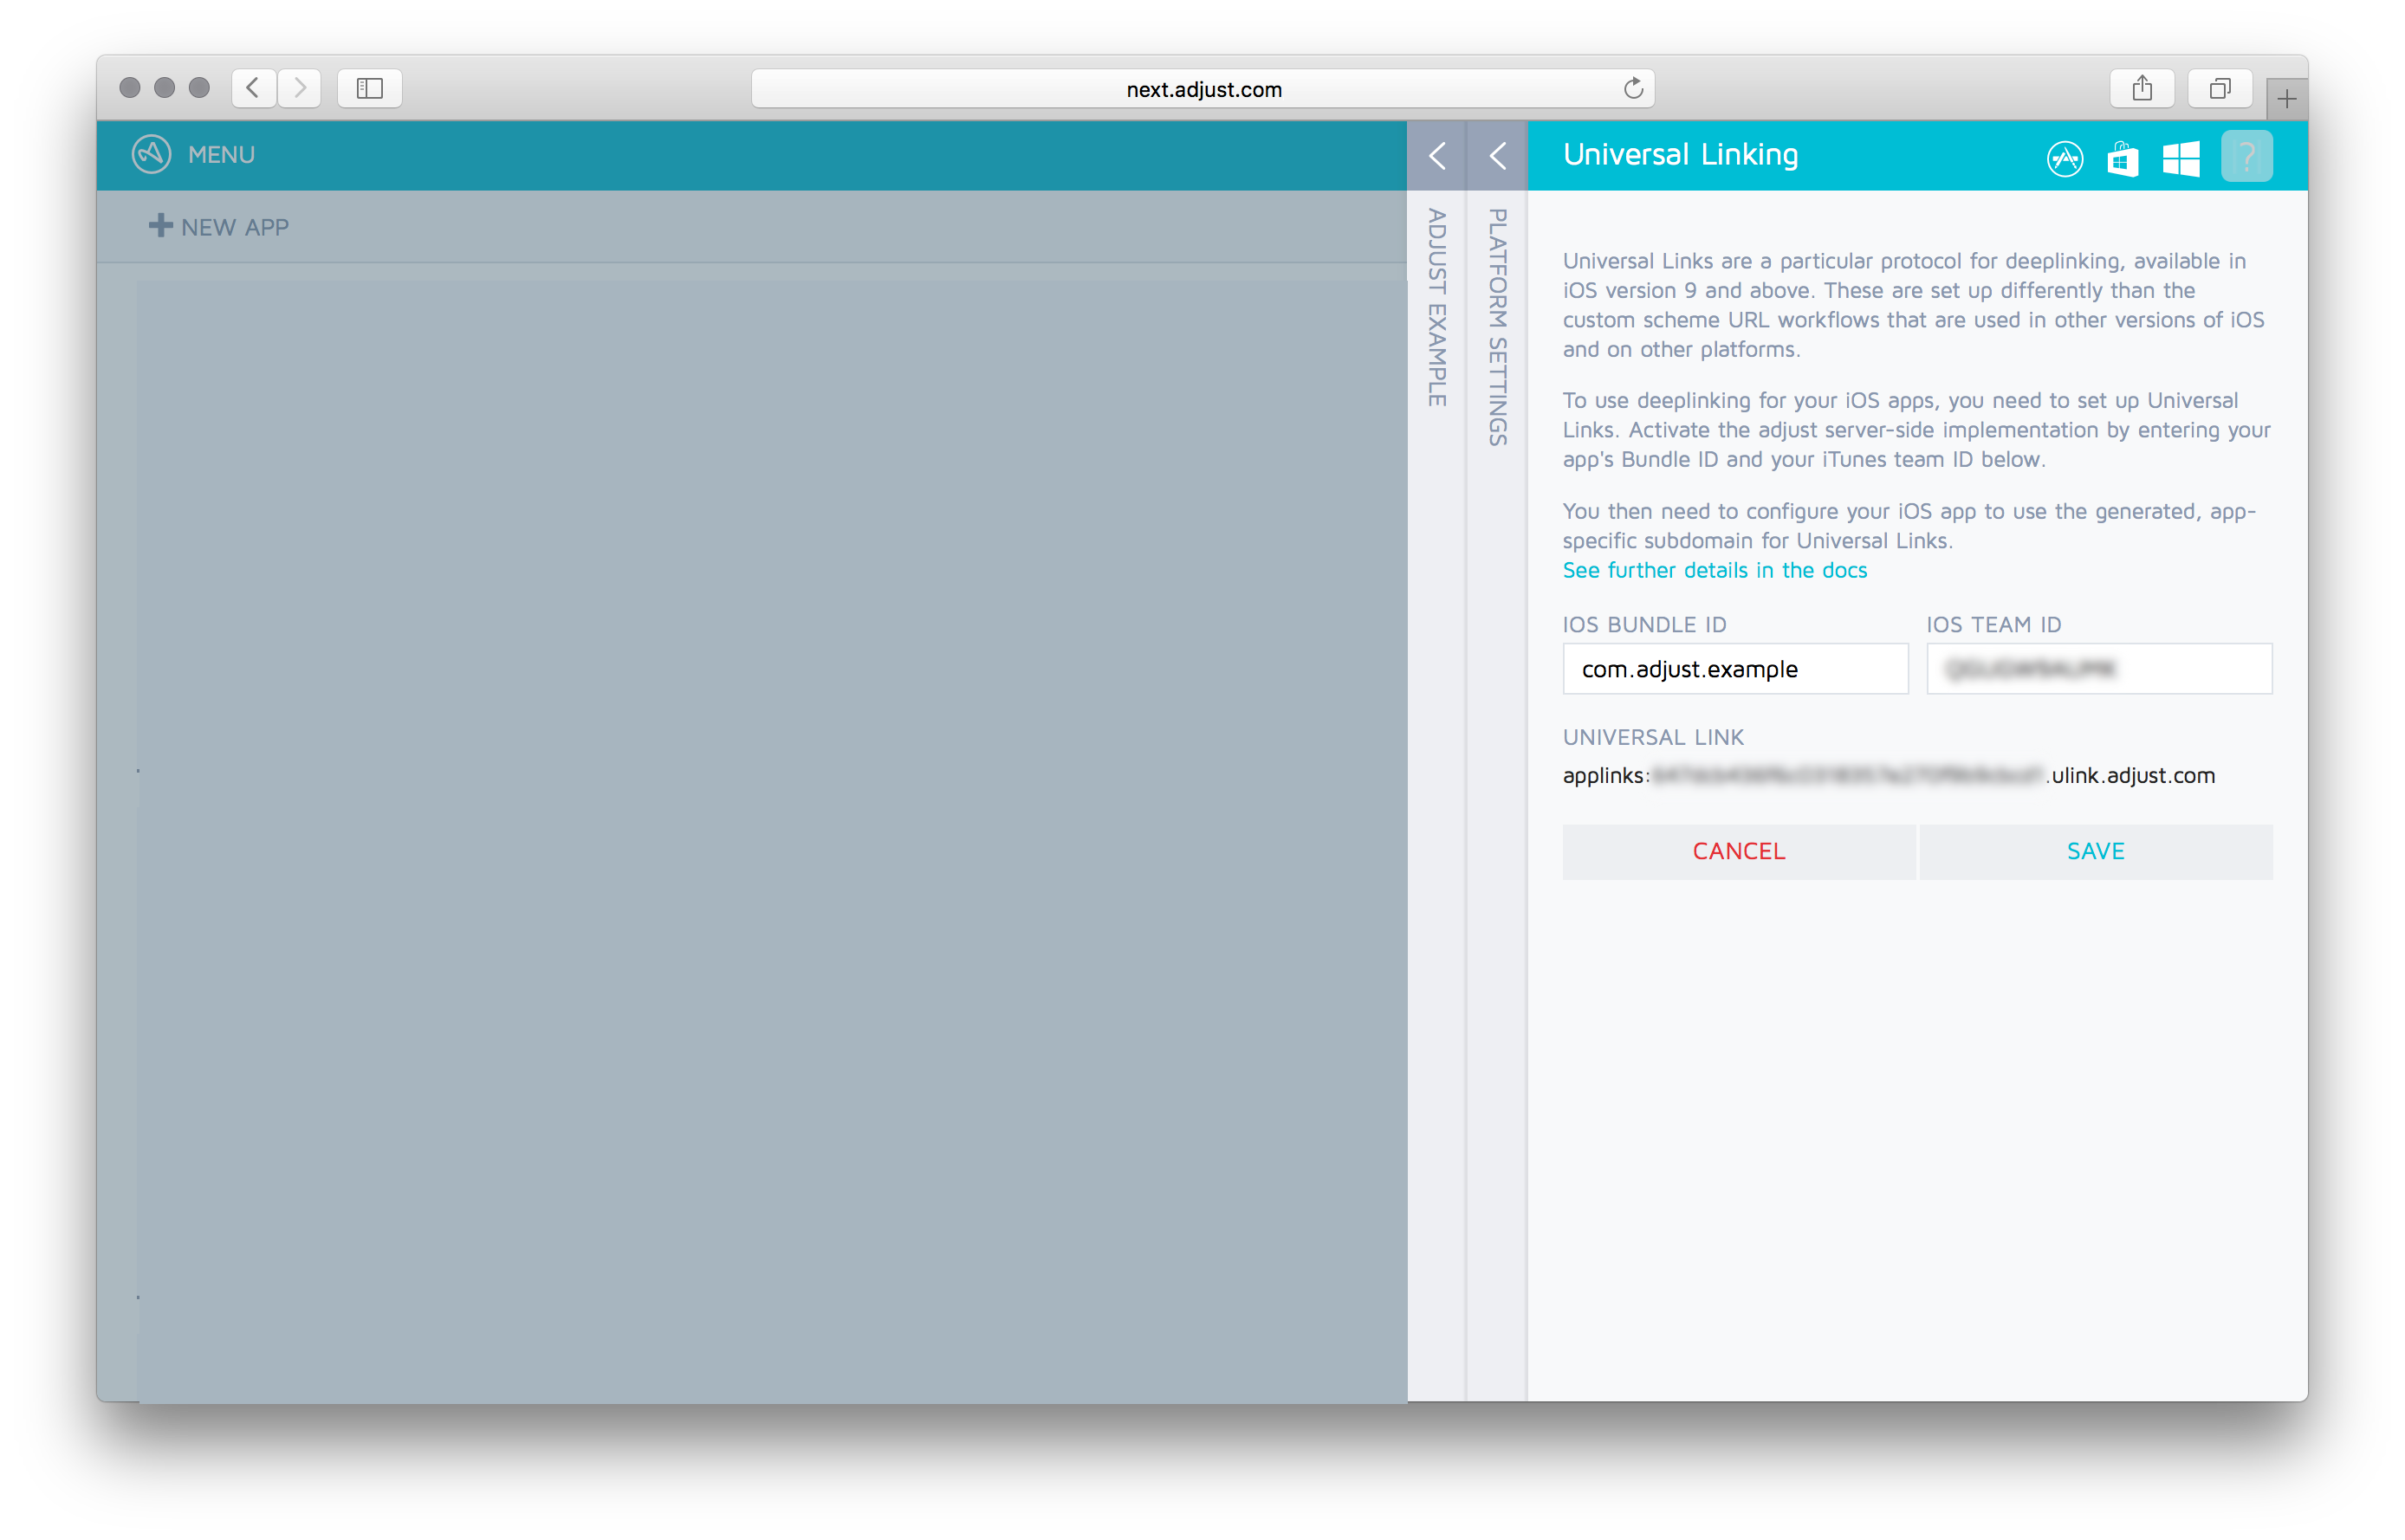 next.adjust.com
MENU
NEW APP
ADJUST EXAMPLE
PLATFORM SETTINGS
Universal Linking
?
Universal Links are a particular protocol for deeplinking, available in
iOS version 9 and above. These are set up differently than the
custom scheme URL workflows that are used in other versions of iOS
and on other platforms.
To use deeplinking for your iOS apps, you need to set up Universal
Links. Activate the adjust server-side implementation by entering your
app's Bundle ID and your iTunes team ID below.
You then need to configure your iOS app to use the generated, app-
specific subdomain for Universal Links.
See further details in the docs
IOS BUNDLE ID
IOS TEAM ID
com.adjust.example
UNIVERSAL LINK
applinks: .ulink.adjust.com
CANCEL
SAVE